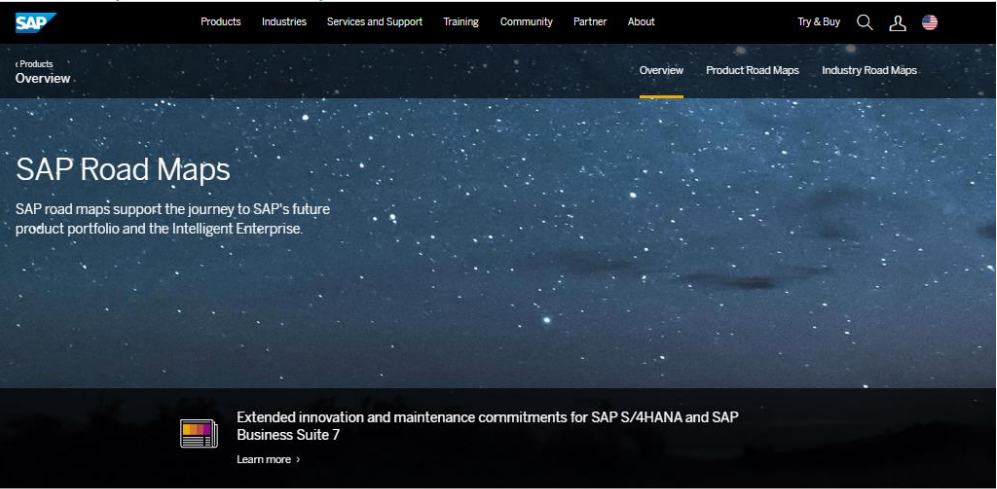 SAP
Products Industries Services and Support Training Community Partner About Try & Buy
‹ Products
Overview
Overview Product Road Maps Industry Road Maps
SAP Road Maps
SAP road maps support the journey to SAP's future
product portfolio and the Intelligent Enterprise.
Extended innovation and maintenance commitments for SAP S/4HANA and SAP
Business Suite 7
Learn more ›